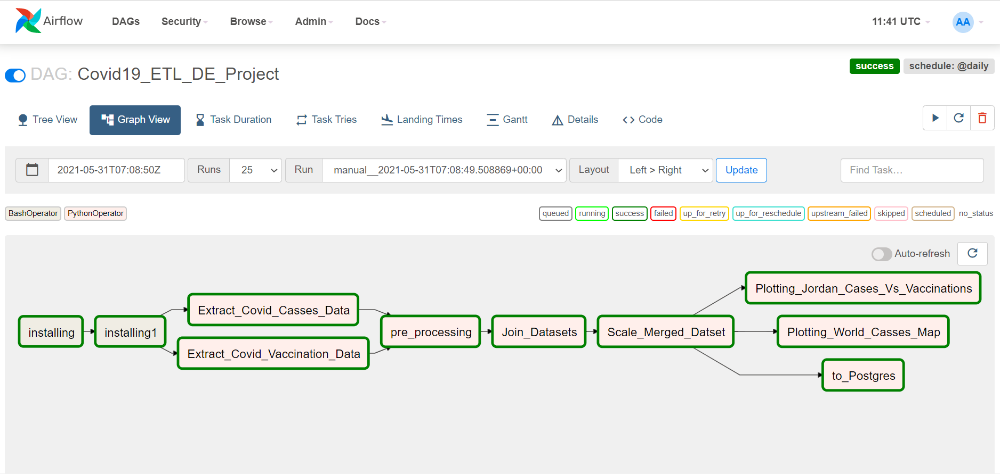 Airflow DAGs Security Browse Admin Docs 11:41 UTC AA
DAG: Covid19_ETL_DE_Project success schedule: @daily
Tree View Graph View Task Duration Task Tries Landing Times Gantt Details Code
2021-05-31T07:08:50Z Runs 25 Run manual__2021-05-31T07:08:49.508869+00:00 Layout Left > Right Update Find Task...
BashOperator PythonOperator queued running success failed up_for_retry up_for_reschedule upstream_failed skipped scheduled no_status
Auto-refresh
installing
installing1
Extract_Covid_Casses_Data
Extract_Covid_Vaccination_Data
pre_processing
Join_Datasets
Scale_Merged_Datset
Plotting_Jordan_Cases_Vs_Vaccinations
Plotting_World_Casses_Map
to_Postgres